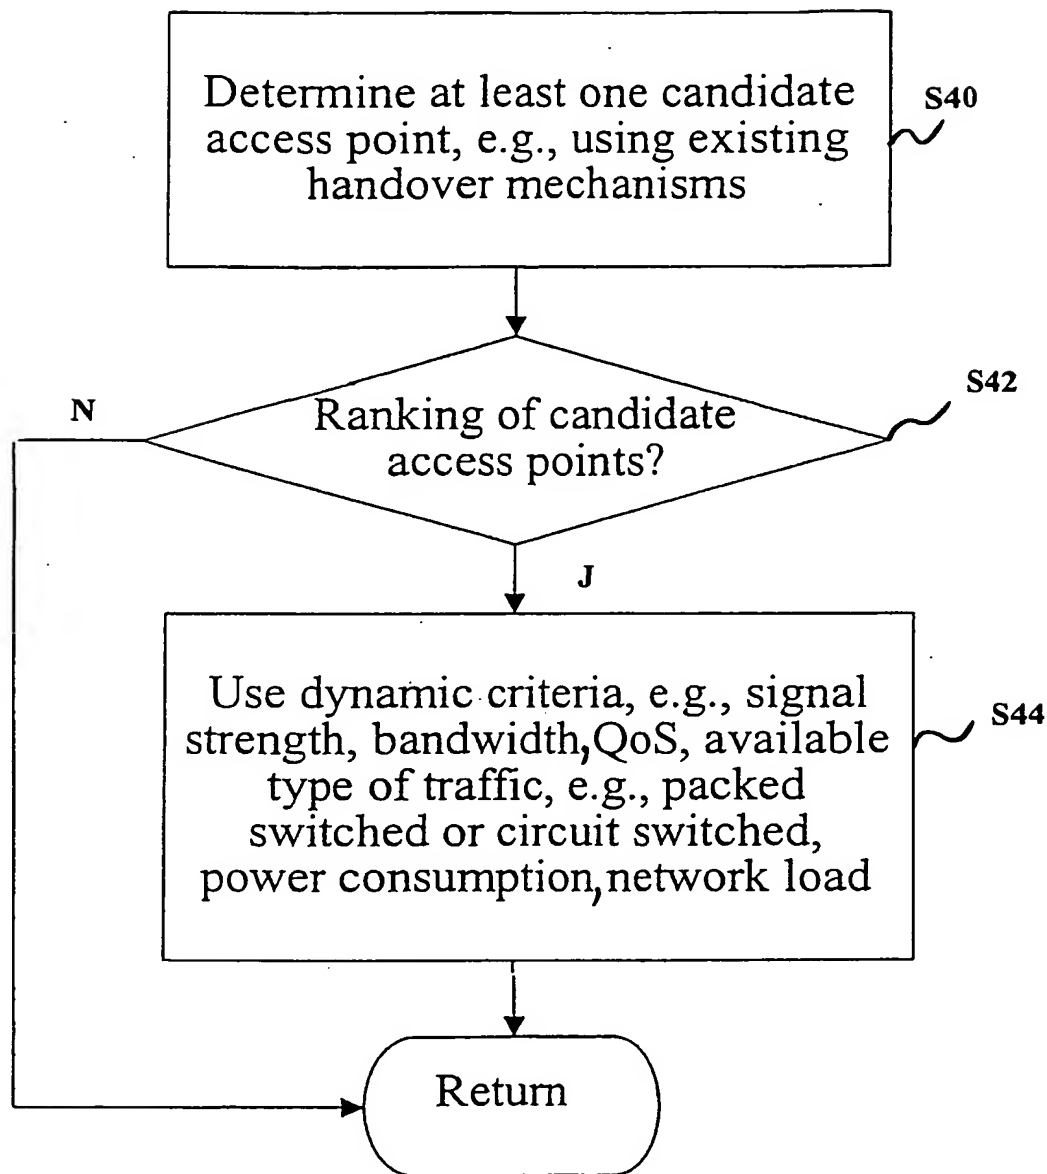 Determine at least one candidate
access point, e.g., using existing
handover mechanisms
S40
Ranking of candidate
access points?
S42
N
J
Use dynamic criteria, e.g., signal
strength, bandwidth, QoS, available
type of traffic, e.g., packed
switched or circuit switched,
power consumption, network load
S44
Return